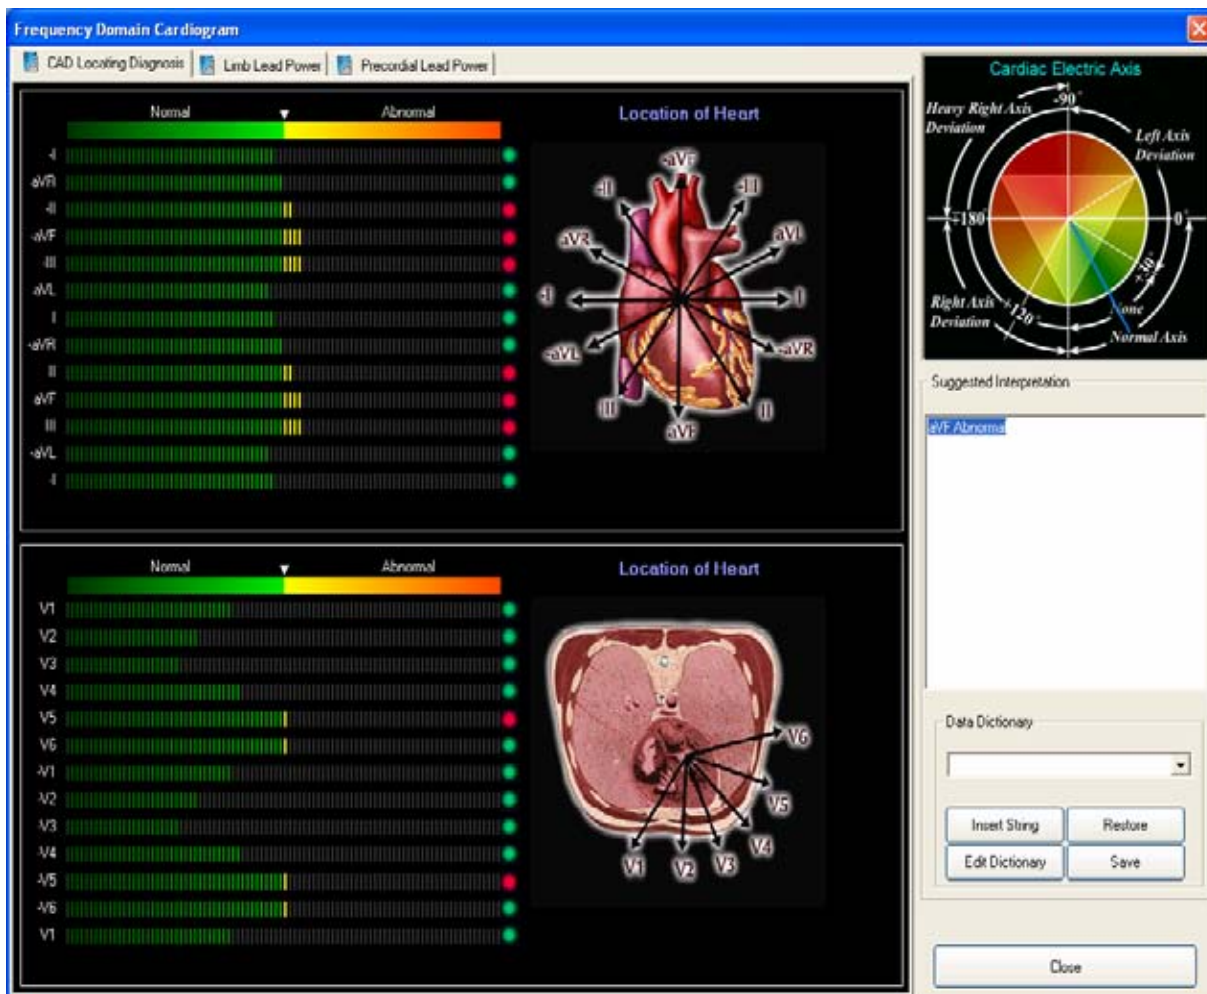 Frequency Domain Cardiogram
CAD Locating Diagnosis
Limb Lead Power
Precordial Lead Power
Normal
Abnormal
-I
aVR
-II
-aVF
-III
aVL
I
-aVR
II
aVF
III
-aVL
-I
Location of Heart
-aVF
-II
-III
aVR
aVL
-I
I
-aVL
-aVR
III
II
aVF
Normal
Abnormal
V1
V2
V3
V4
V5
V6
-V1
-V2
-V3
-V4
-V5
-V6
V1
Location of Heart
V6
V5
V4
V3
V2
V1
Cardiac Electric Axis
-90°
Heavy Right Axis
Deviation
Left Axis
Deviation
+180
0°
+30°
+120°
Right Axis
Deviation
None
Normal Axis
Suggested Interpretation
aVF Abnormal
Data Dictionary
Insert String
Restore
Edit Dictionary
Save
Close